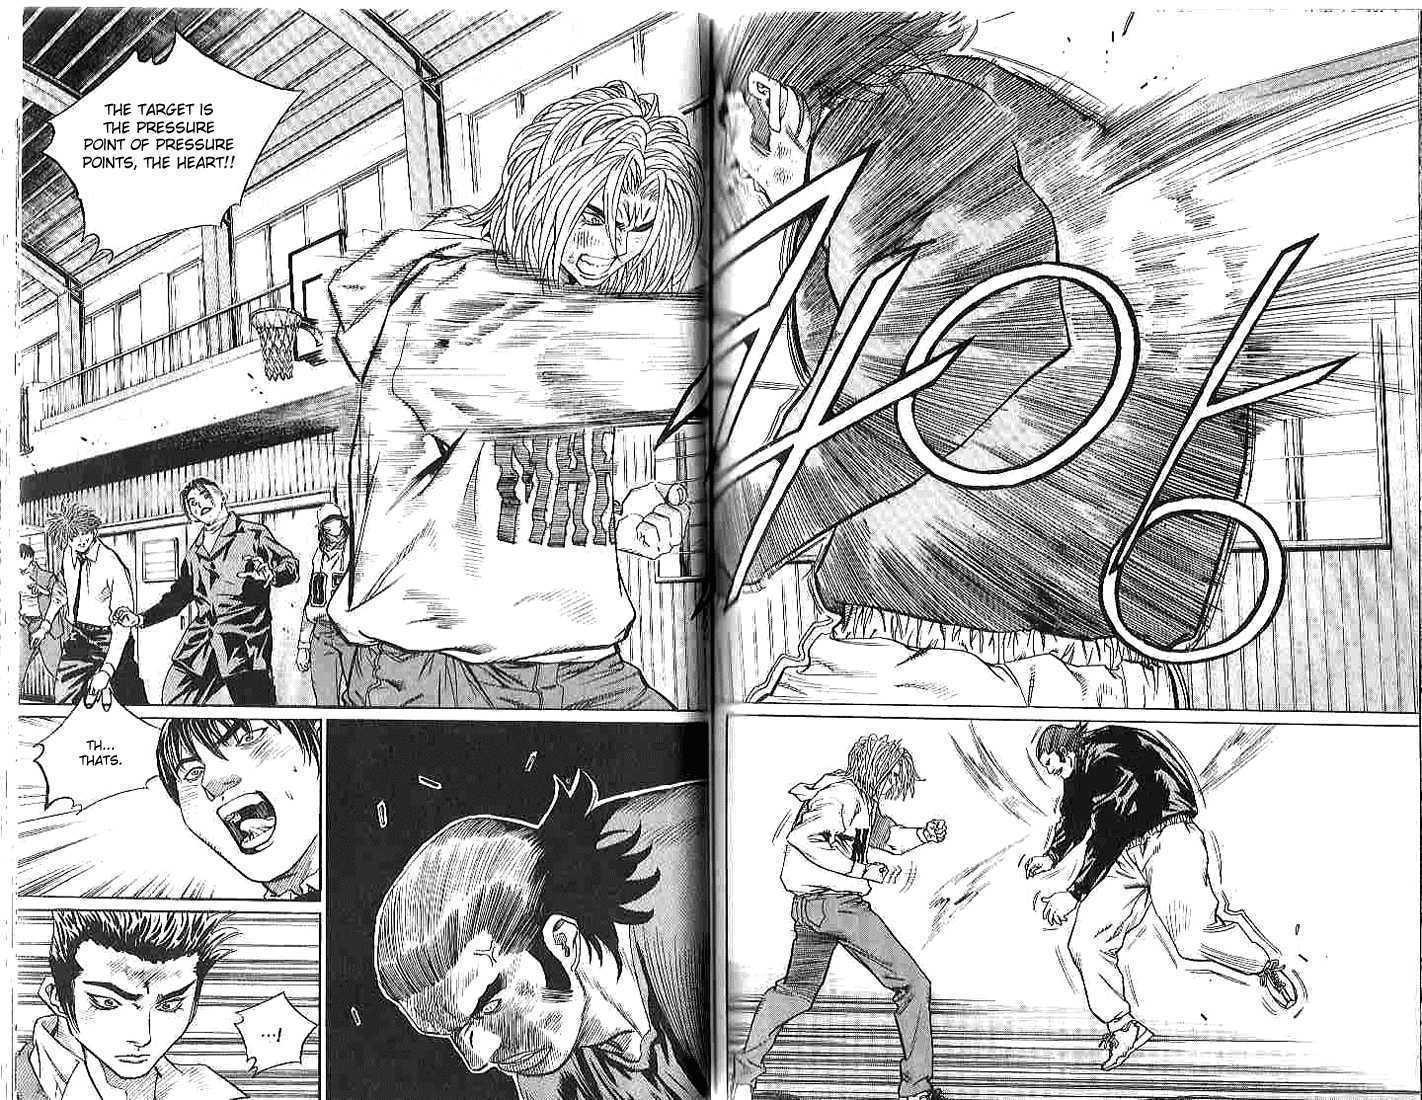 THE TARGET IS
THE PRESSURE
POINT OF PRESSURE
POINTS, THE HEART!!
TH...
THATS.
...!